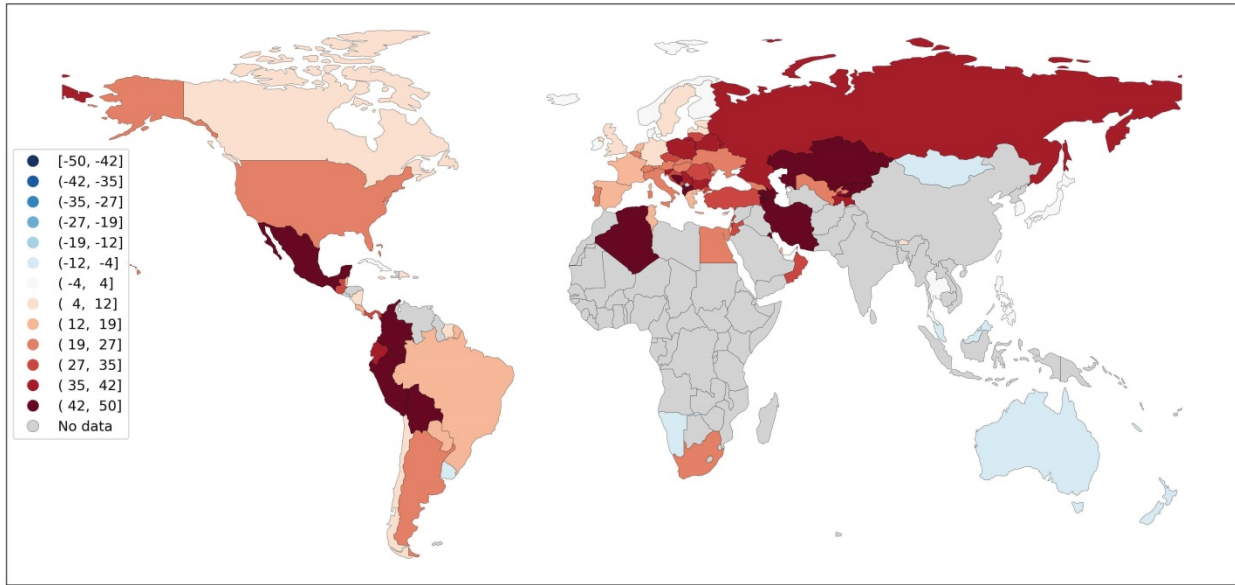 [-50, -42]
(-42, -35]
(-35, -27]
(-27, -19]
(-19, -12]
(-12, -4]
( -4, 4]
( 4, 12]
( 12, 19]
( 19, 27]
( 27, 35]
( 35, 42]
( 42, 50]
No data